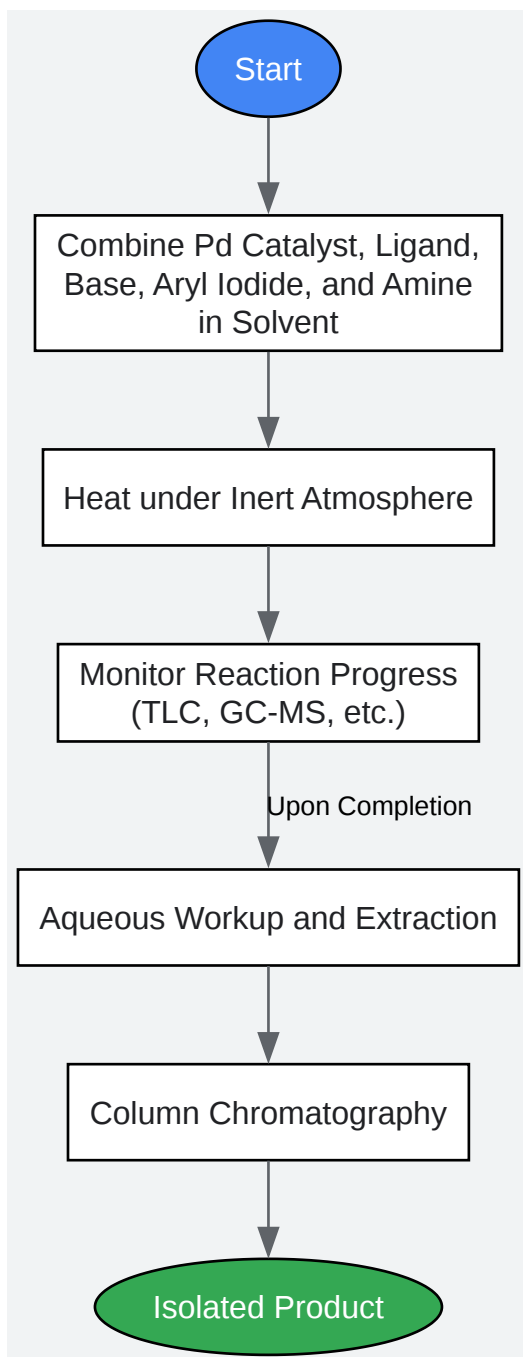 Start
Combine Pd Catalyst, Ligand,
Base, Aryl Iodide, and Amine
in Solvent
Heat under Inert Atmosphere
Monitor Reaction Progress
(TLC, GC-MS, etc.)
Upon Completion
Aqueous Workup and Extraction
Column Chromatography
Isolated Product